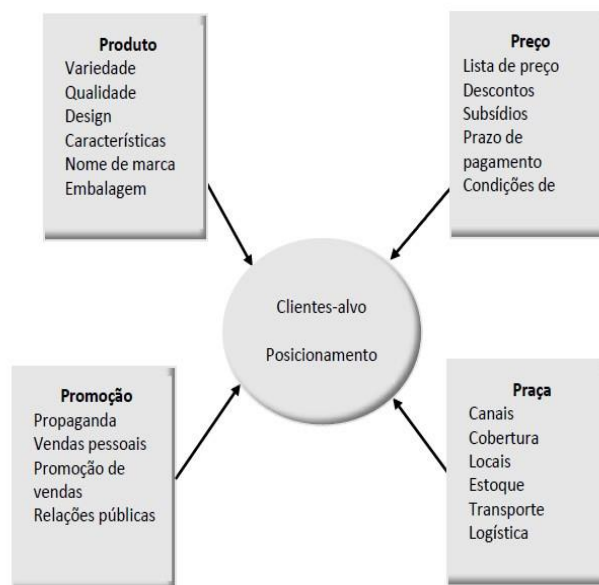 Produto
Variedade
Qualidade
Design
Características
Nome de marca
Embalagem
Preço
Lista de preço
Descontos
Subsídios
Prazo de
pagamento
Condições de
Clientes-alvo
Posicionamento
Promoção
Propaganda
Vendas pessoais
Promoção de
vendas
Relações públicas
Praça
Canais
Cobertura
Locais
Estoque
Transporte
Logística